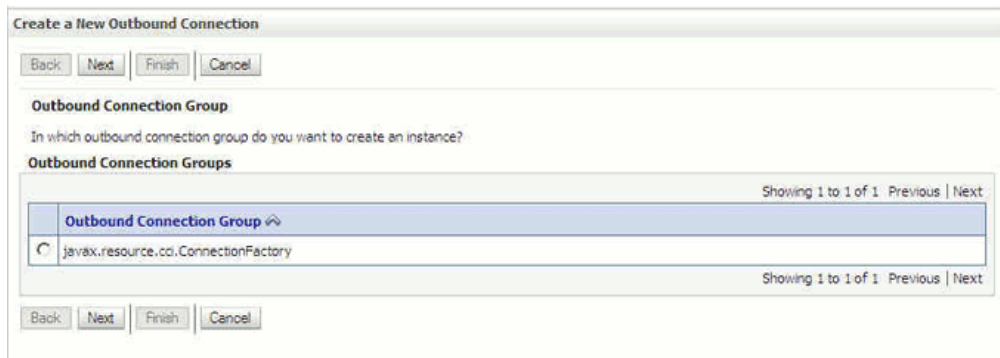 Create a New Outbound Connection
Back Next Finish Cancel
Outbound Connection Group
In which outbound connection group do you want to create an instance?
Outbound Connection Groups
Showing 1 to 1 of 1 Previous | Next
Outbound Connection Group
javax.resource.cci.ConnectionFactory
Showing 1 to 1 of 1 Previous | Next
Back Next Finish Cancel